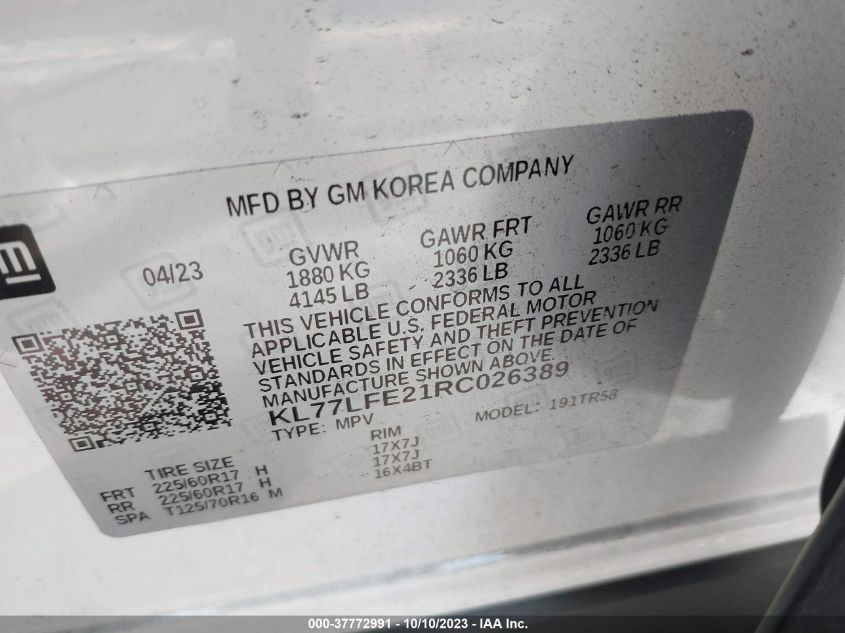 MFD BY GM KOREA COMPANY
04/23
GVWR
1880 KG
4145 LB
GAWR FRT
1060 KG
2336 LB
GAWR RR
1060 KG
2336 LB
THIS VEHICLE CONFORMS TO ALL
APPLICABLE U.S. FEDERAL MOTOR
VEHICLE SAFETY AND THEFT PREVENTION
STANDARDS IN EFFECT ON THE DATE OF
MANUFACTURE SHOWN ABOVE.
KL77LFE21RC026389
TYPE: MPV MODEL: 191TR58
TIRE SIZE RIM
FRT 225/60R17 H 17X7J
RR 225/60R17 H 17X7J
SPA T125/70R16 M 16X4BT
000-37772991 - 10/10/2023 - IAA Inc.